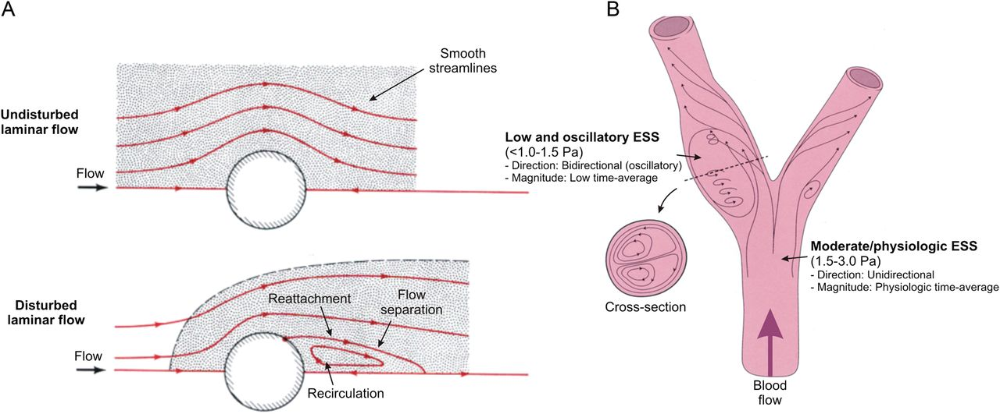 A
Undisturbed
laminar flow
Flow
Smooth
streamlines
Disturbed
laminar flow
Flow
Reattachment
Flow
separation
Recirculation
B
Low and oscillatory ESS
(<1.0-1.5 Pa)
- Direction: Bidirectional (oscillatory)
- Magnitude: Low time-average
Cross-section
Moderate/physiologic ESS
(1.5-3.0 Pa)
- Direction: Unidirectional
- Magnitude: Physiologic time-average
Blood
flow